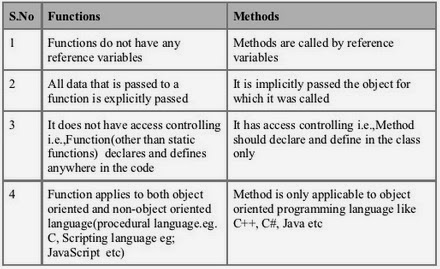 S.No Functions Methods
1 Functions do not have any
reference variables
Methods are called by reference
variables
2 All data that is passed to a
function is explicitly passed
It is implicitly passed the object for
which it was called
3 It does not have access controlling
i.e.,Function(other than static
functions) declares and defines
anywhere in the code
It has access controlling i.e.,Method
should declare and define in the class
only
4 Function applies to both object
oriented and non-object oriented
language(procedural language.eg.
C, Scripting language eg;
JavaScript etc)
Method is only applicable to object
oriented programming language like
C++, C#, Java etc